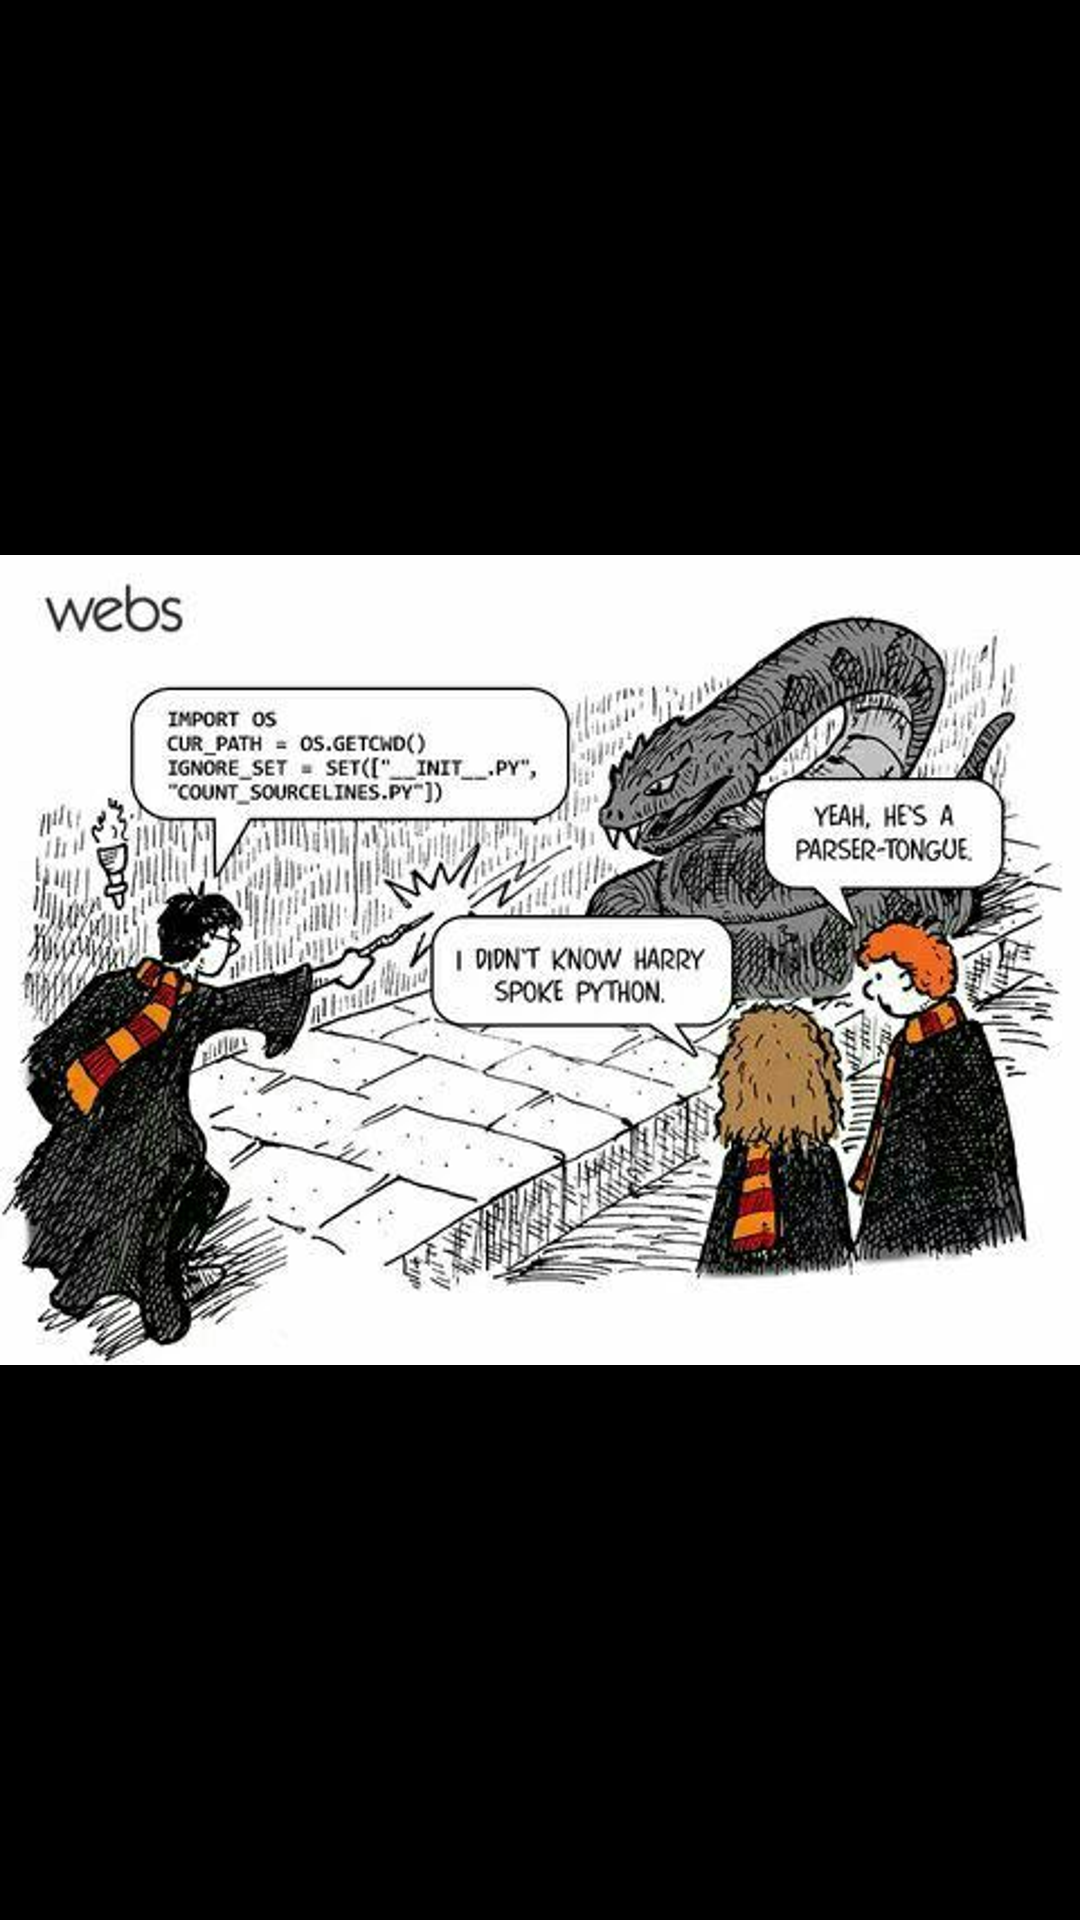 webs
IMPORT OS
CUR_PATH = OS.GETCWD()
IGNORE_SET = SET(["__INIT__.PY",
"COUNT_SOURCELINES.PY"])
I DIDN'T KNOW HARRY
SPOKE PYTHON.
YEAH, HE'S A
PARSER-TONGUE.